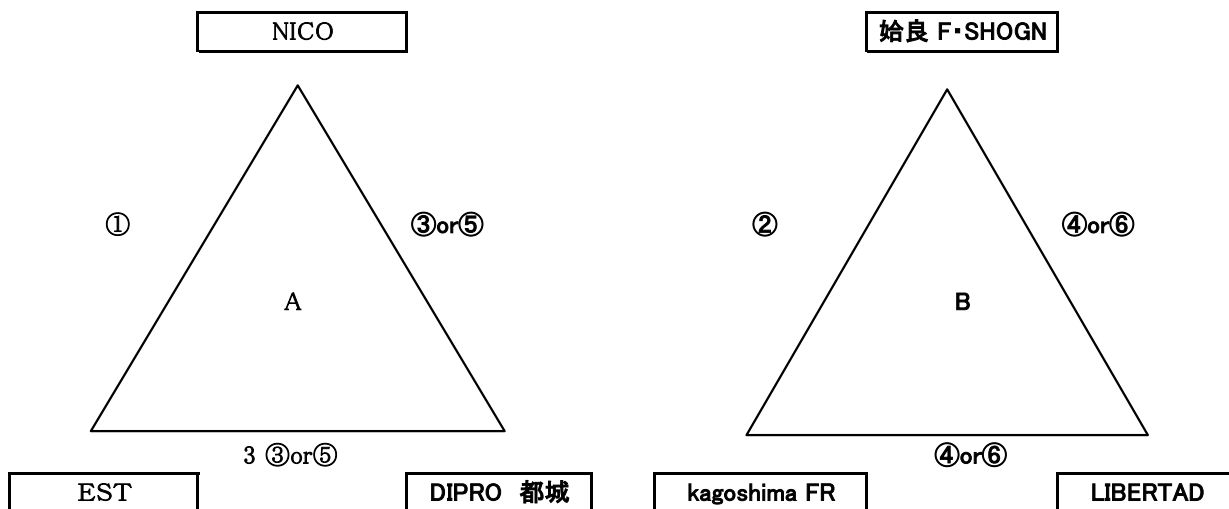 NICO
姶良 F・SHOGN
①
③or⑤
②
④or⑥
A
B
3 ③or⑤
④or⑥
EST
DIPRO 都城
kagoshima FR
LIBERTAD